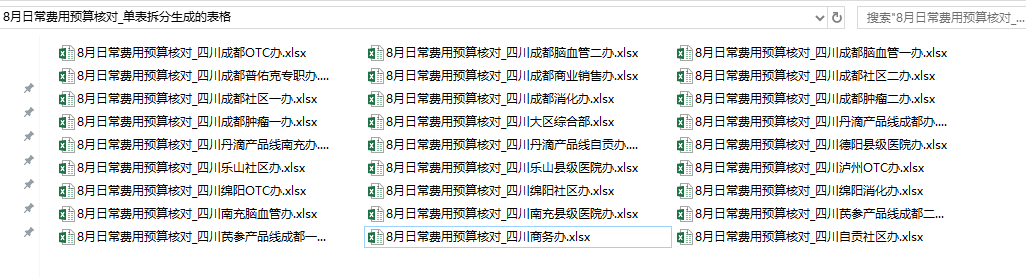 8月日常费用预算核对_单表拆分生成的表格
搜索"8月日常费用预算核对_...
8月日常费用预算核对_四川成都OTC办.xlsx
8月日常费用预算核对_四川成都脑血管二办.xlsx
8月日常费用预算核对_四川成都脑血管一办.xlsx
8月日常费用预算核对_四川成都普佑克专职办....
8月日常费用预算核对_四川成都商业销售办.xlsx
8月日常费用预算核对_四川成都社区二办.xlsx
8月日常费用预算核对_四川成都社区一办.xlsx
8月日常费用预算核对_四川成都消化办.xlsx
8月日常费用预算核对_四川成都肿瘤二办.xlsx
8月日常费用预算核对_四川成都肿瘤一办.xlsx
8月日常费用预算核对_四川大区综合部.xlsx
8月日常费用预算核对_四川丹滴产品线成都办....
8月日常费用预算核对_四川丹滴产品线南充办....
8月日常费用预算核对_四川丹滴产品线自贡办....
8月日常费用预算核对_四川德阳县级医院办.xlsx
8月日常费用预算核对_四川乐山社区办.xlsx
8月日常费用预算核对_四川乐山县级医院办.xlsx
8月日常费用预算核对_四川泸州OTC办.xlsx
8月日常费用预算核对_四川绵阳OTC办.xlsx
8月日常费用预算核对_四川绵阳社区办.xlsx
8月日常费用预算核对_四川绵阳消化办.xlsx
8月日常费用预算核对_四川南充脑血管办.xlsx
8月日常费用预算核对_四川南充县级医院办.xlsx
8月日常费用预算核对_四川芪参产品线成都二...
8月日常费用预算核对_四川芪参产品线成都一...
8月日常费用预算核对_四川商务办.xlsx
8月日常费用预算核对_四川自贡社区办.xlsx